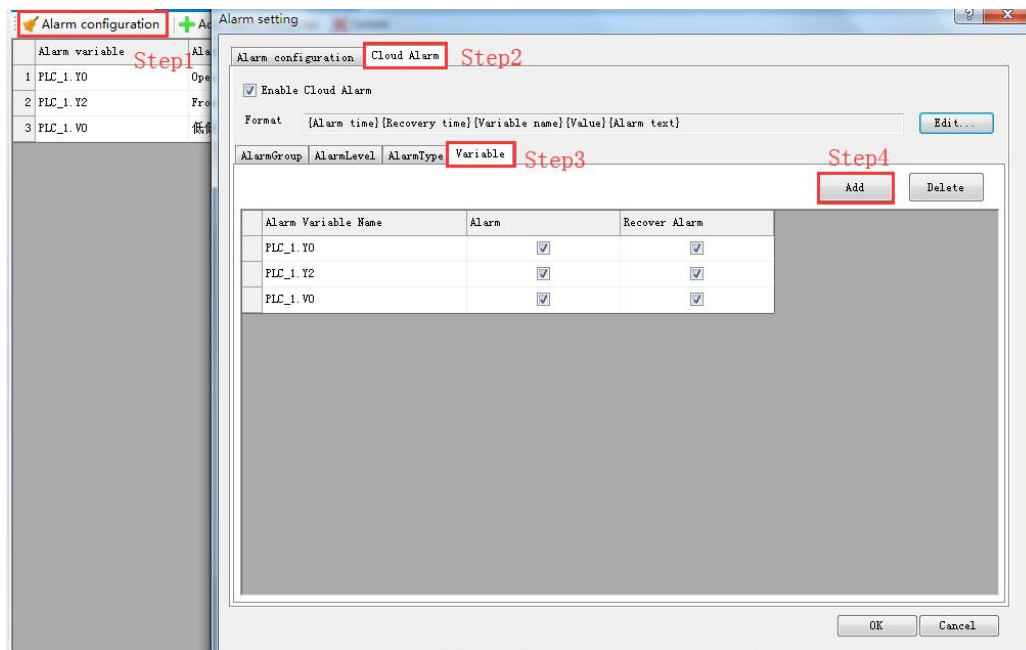 Alarm configuration
Alarm setting
Alarm variable
Step1
1 PLC_1.Y0 Ope
2 PLC_1.Y2 Fro
3 PLC_1.V0
Alarm configuration Cloud Alarm Step2
Enable Cloud Alarm
Format {Alarm time}{Recovery time}{Variable name}{Value}{Alarm text} Edit...
AlarmGroup AlarmLevel AlarmType Variable Step3
Step4
Add Delete
Alarm Variable Name Alarm Recover Alarm
PLC_1.Y0
PLC_1.Y2
PLC_1.V0
OK Cancel